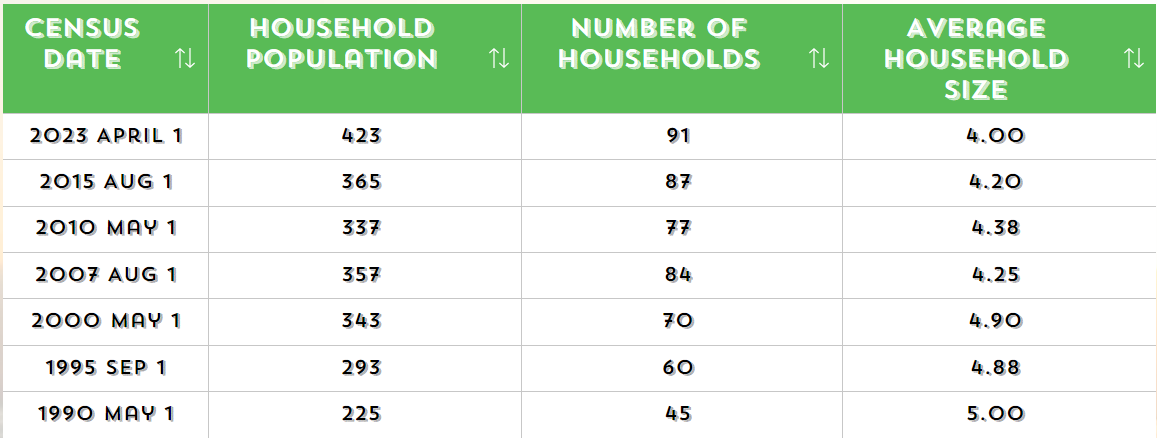 CENSUS DATE HOUSEHOLD POPULATION NUMBER OF HOUSEHOLDS AVERAGE HOUSEHOLD SIZE
2023 APRIL 1 423 91 4.00
2015 AUG 1 365 87 4.20
2010 MAY 1 337 77 4.38
2007 AUG 1 357 84 4.25
2000 MAY 1 343 70 4.90
1995 SEP 1 293 60 4.88
1990 MAY 1 225 45 5.00